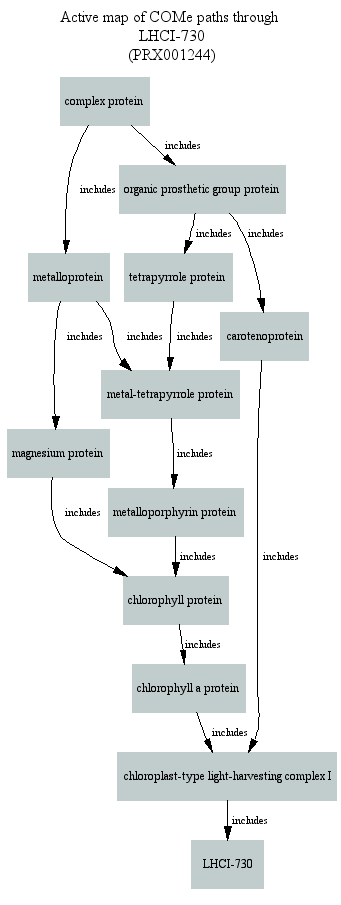 Active map of COMe paths through
LHCI-730
(PRX001244)
complex protein
includes
organic prosthetic group protein
includes
includes
includes
metalloprotein
tetrapyrrole protein
carotenoprotein
includes
includes
includes
metal-tetrapyrrole protein
magnesium protein
includes
metalloporphyrin protein
includes
includes
includes
chlorophyll protein
includes
chlorophyll a protein
includes
chloroplast-type light-harvesting complex I
includes
LHCI-730